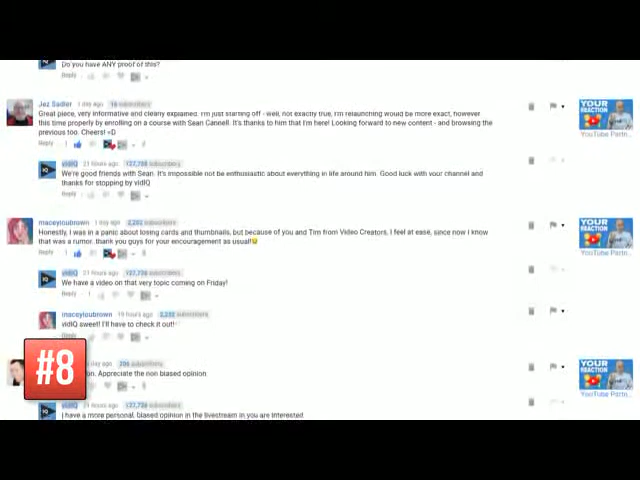 Do you have ANY proof of this?
Reply
Jez Sadler 1 day ago 16 subscribers
Great piece, very informative and clearly explained. I'm just starting off - well, not exactly true, I'm relaunching would be more exact, however
this time properly by enrolling on a course with Sean Cannell. It's thanks to him that I'm here! Looking forward to new content - and browsing the
previous too. Cheers! =D
Reply 1
YOUR
REACTION
YouTube Partn...
vidIQ 21 hours ago 127,738 subscribers
We're good friends with Sean. It's impossible not be enthusiastic about everything in life around him. Good luck with your channel and
thanks for stopping by vidIQ
Reply
maceyloubrown 1 day ago 2,202 subscribers
Honestly, I was in a panic about losing cards and thumbnails, but because of you and Tim from Video Creators, I feel at ease, since now I know
that was a rumor. thank you guys for your encouragement as usual!
Reply 1
YOUR
REACTION
YouTube Partn...
vidIQ 21 hours ago 127,738 subscribers
We have a video on that very topic coming on Friday!
Reply 1
maceyloubrown 19 hours ago subscribers
vidIQ sweet! I'll have to check it out!
#8
day ago subscribers
on. Appreciate the non biased opinion
YOUR
REACTION
YouTube Partn...
vidIQ 21 hours ago 127,738 subscribers
I have a more personal, biased opinion in the livestream in you are interested